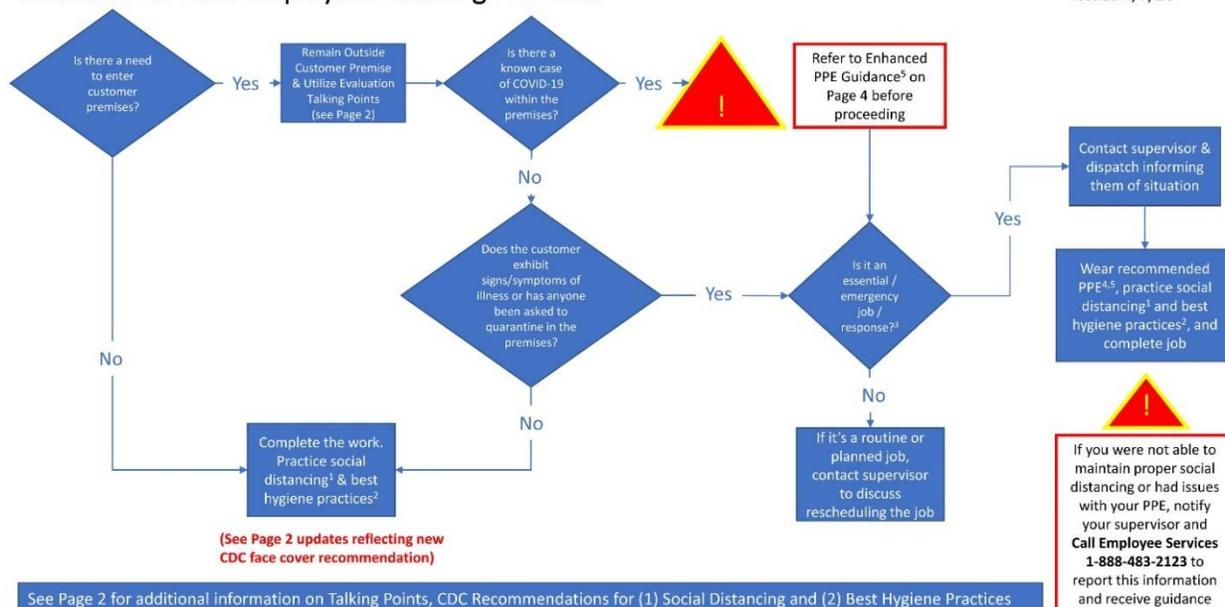 Is there a need
to enter
customer
premises?
Yes
Remain Outside
Customer Premise
& Utilize Evaluation
Talking Points
(see Page 2)
Is there a
known case
of COVID-19
within the
premises?
Yes
!
Refer to Enhanced
PPE Guidance⁵ on
Page 4 before
proceeding
No
Does the customer
exhibit
signs/symptoms of
illness or has anyone
been asked to
quarantine in the
premises?
Yes
Is it an
essential /
emergency
job /
response?³
Yes
Contact supervisor &
dispatch informing
them of situation
Wear recommended
PPE⁴,⁵, practice social
distancing¹ and best
hygiene practices², and
complete job
No
No
No
Complete the work.
Practice social
distancing¹ & best
hygiene practices²
(See Page 2 updates reflecting new
CDC face cover recommendation)
If it's a routine or
planned job,
contact supervisor
to discuss
rescheduling the job
!
If you were not able to
maintain proper social
distancing or had issues
with your PPE, notify
your supervisor and
Call Employee Services
1-888-483-2123 to
report this information
and receive guidance
See Page 2 for additional information on Talking Points, CDC Recommendations for (1) Social Distancing and (2) Best Hygiene Practices